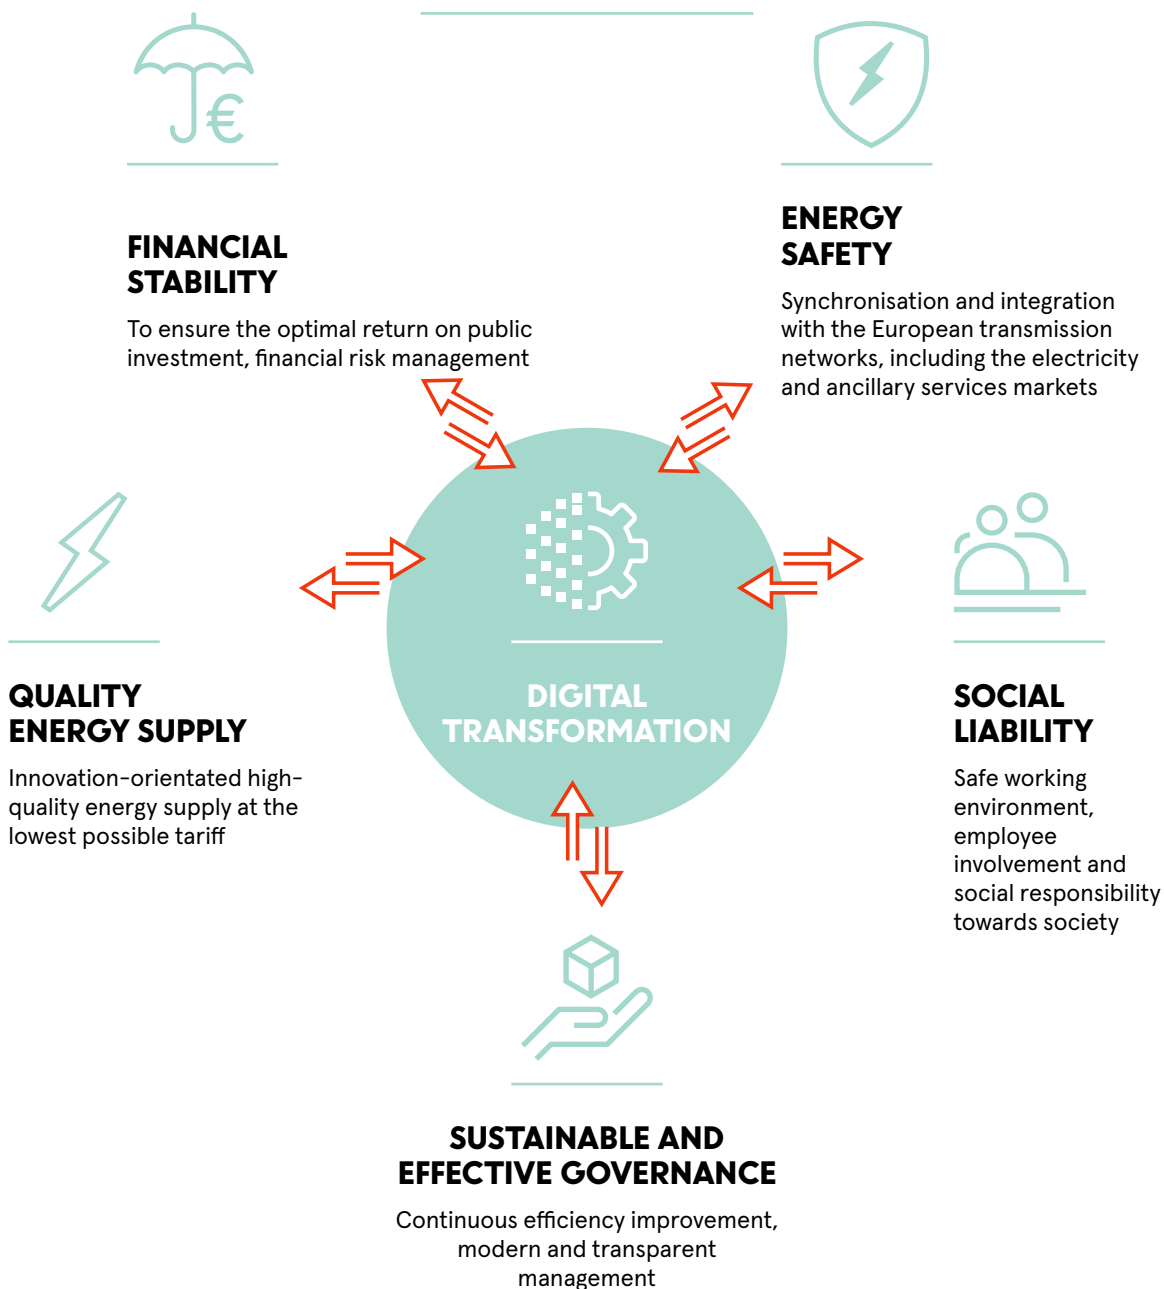 FINANCIAL
STABILITY
To ensure the optimal return on public
investment, financial risk management
ENERGY
SAFETY
Synchronisation and integration
with the European transmission
networks, including the electricity
and ancillary services markets
QUALITY
ENERGY SUPPLY
Innovation-orientated high-
quality energy supply at the
lowest possible tariff
DIGITAL
TRANSFORMATION
SOCIAL
LIABILITY
Safe working
environment,
employee
involvement and
social responsibility
towards society
SUSTAINABLE AND
EFFECTIVE GOVERNANCE
Continuous efficiency improvement,
modern and transparent
management